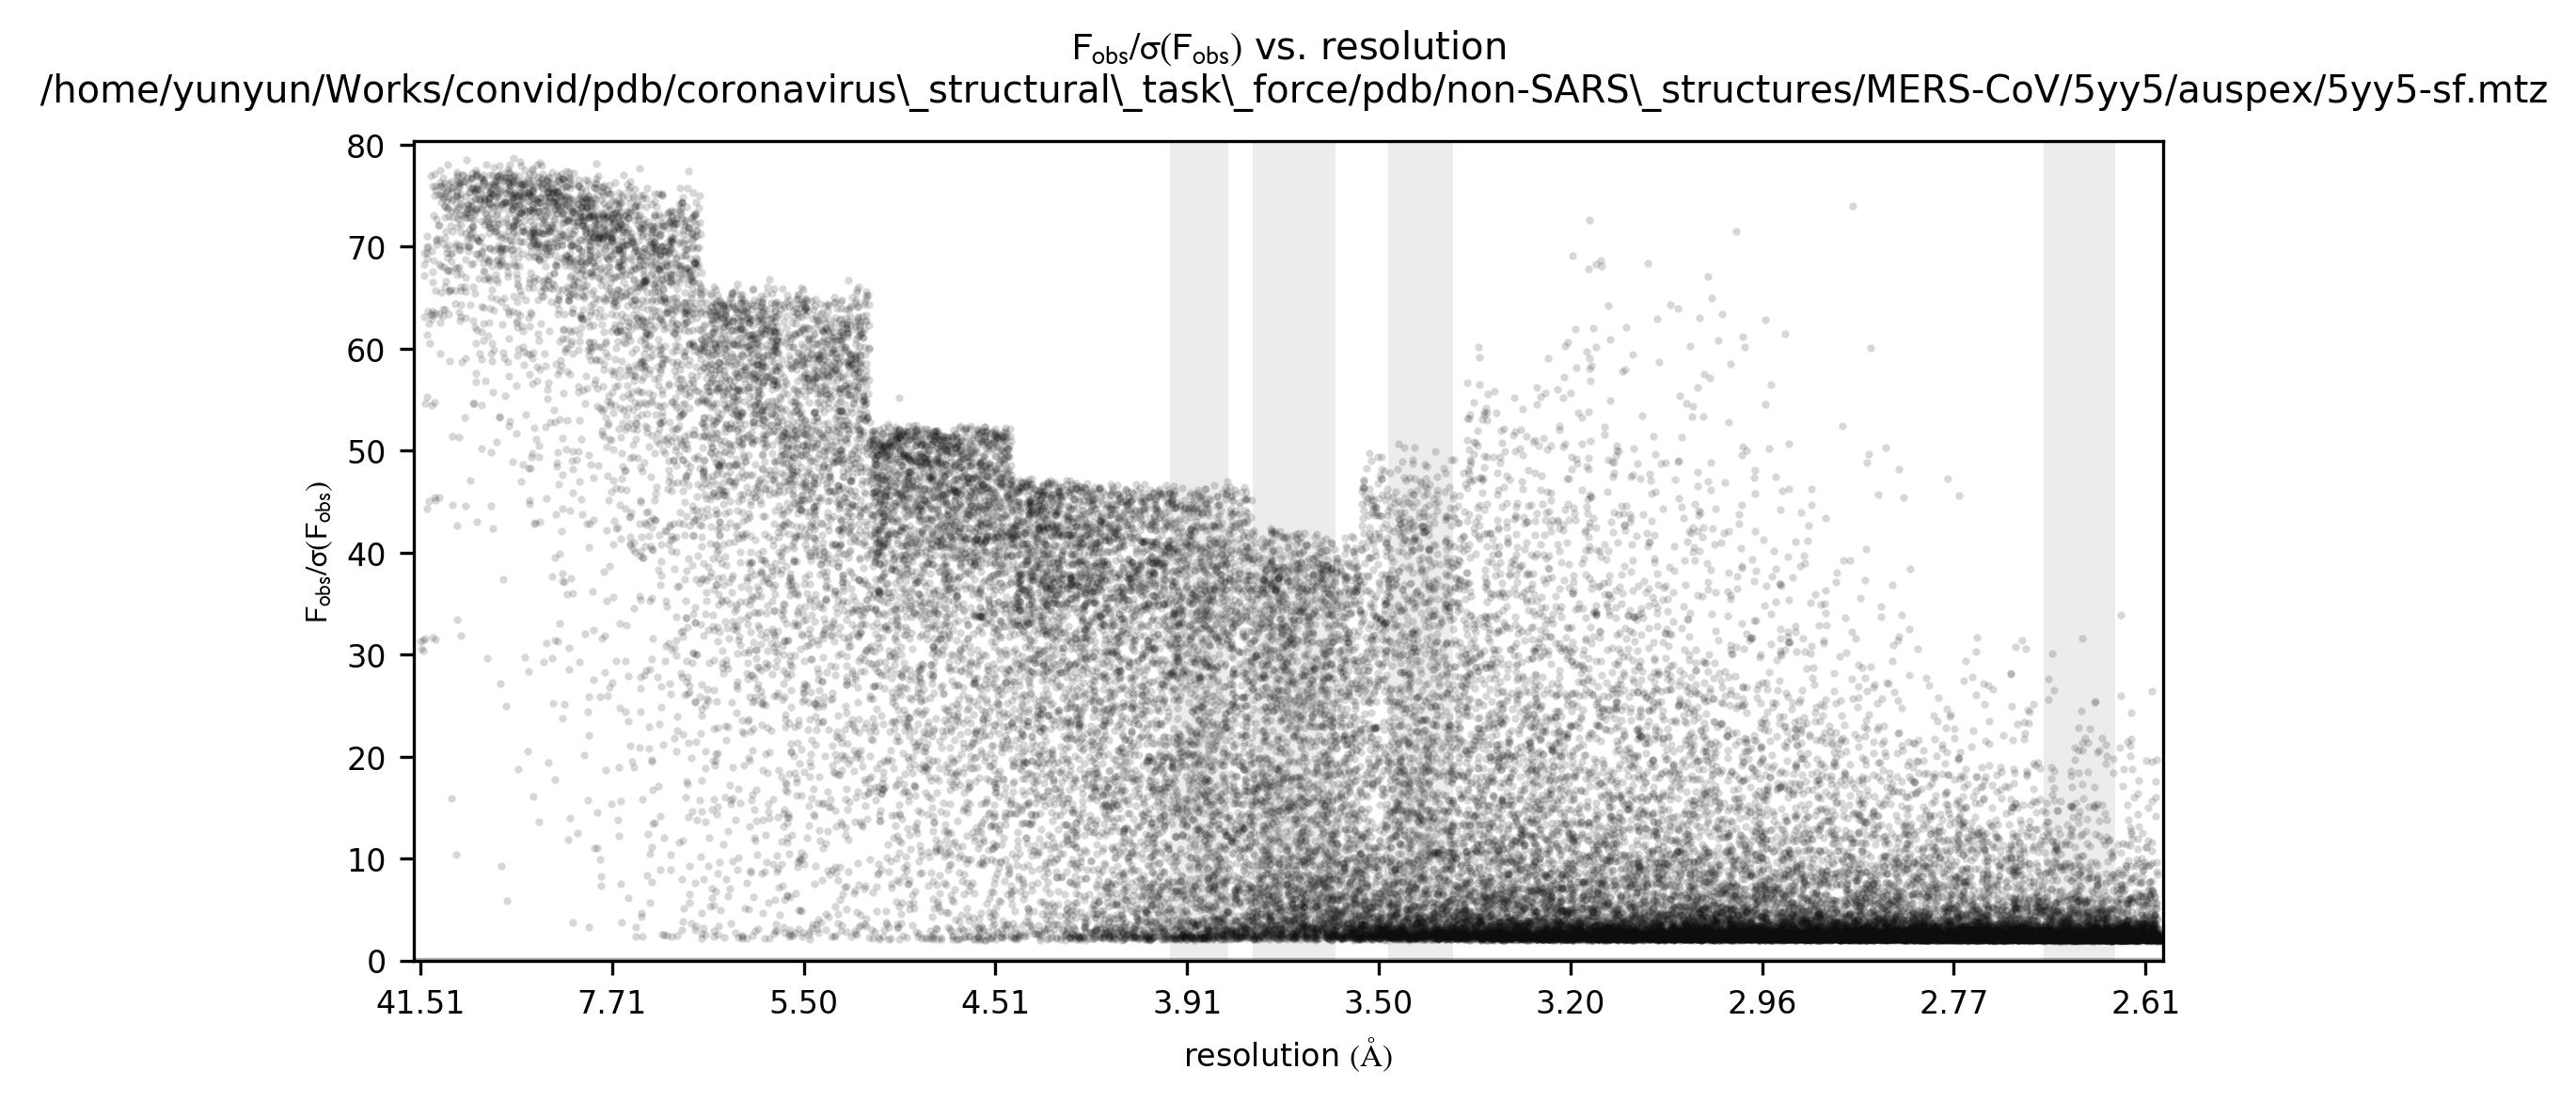 Fobs/σ(Fobs) vs. resolution
/home/yunyun/Works/convid/pdb/coronavirus\_structural\_task\_force/pdb/non-SARS\_structures/MERS-CoV/5yy5/auspex/5yy5-sf.mtz
80
70
60
50
40
30
20
10
0
Fobs/σ(Fobs)
41.51 7.71 5.50 4.51 3.91 3.50 3.20 2.96 2.77 2.61
resolution (Å)